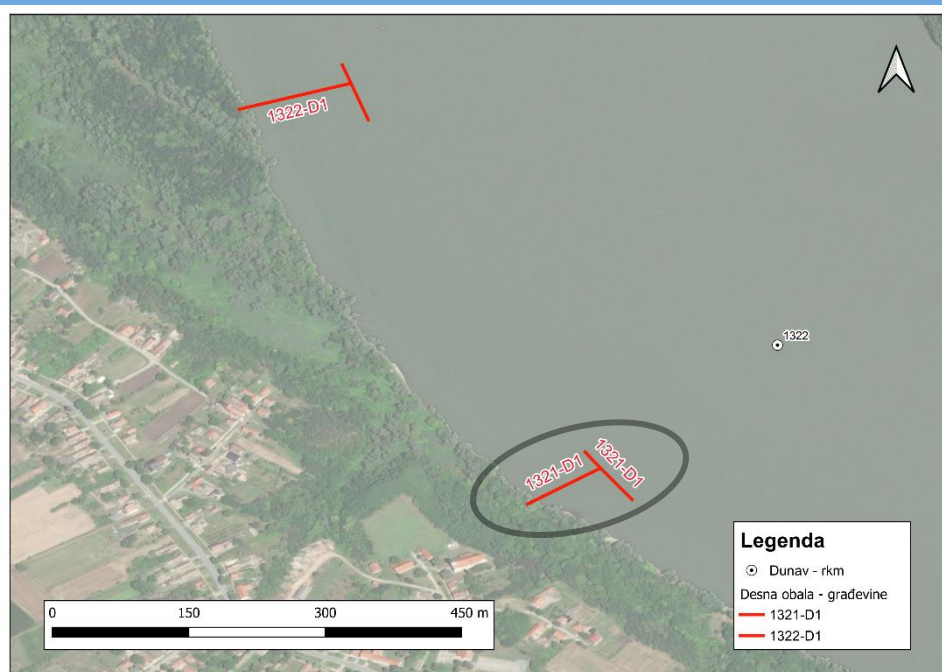 1322-D1
1322
1321-D1
1321-D1
Legenda
Dunav - rkm
Desna obala - građevine
1321-D1
1322-D1
0 150 300 450 m